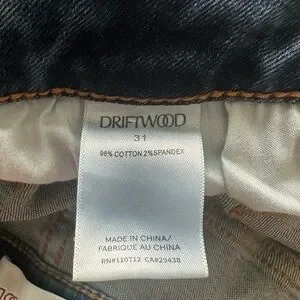 DRIFTWOOD
31
98% COTTON 2% SPANDEX
MADE IN CHINA/
FABRIQUE AU CHINA
RN#110712 CA#29438